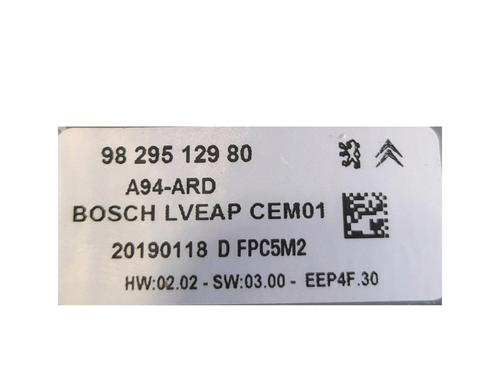 98 295 129 80
A94-ARD
BOSCH LVEAP CEM01
20190118 D FPC5M2
HW:02.02 - SW:03.00 - EEP4F.30